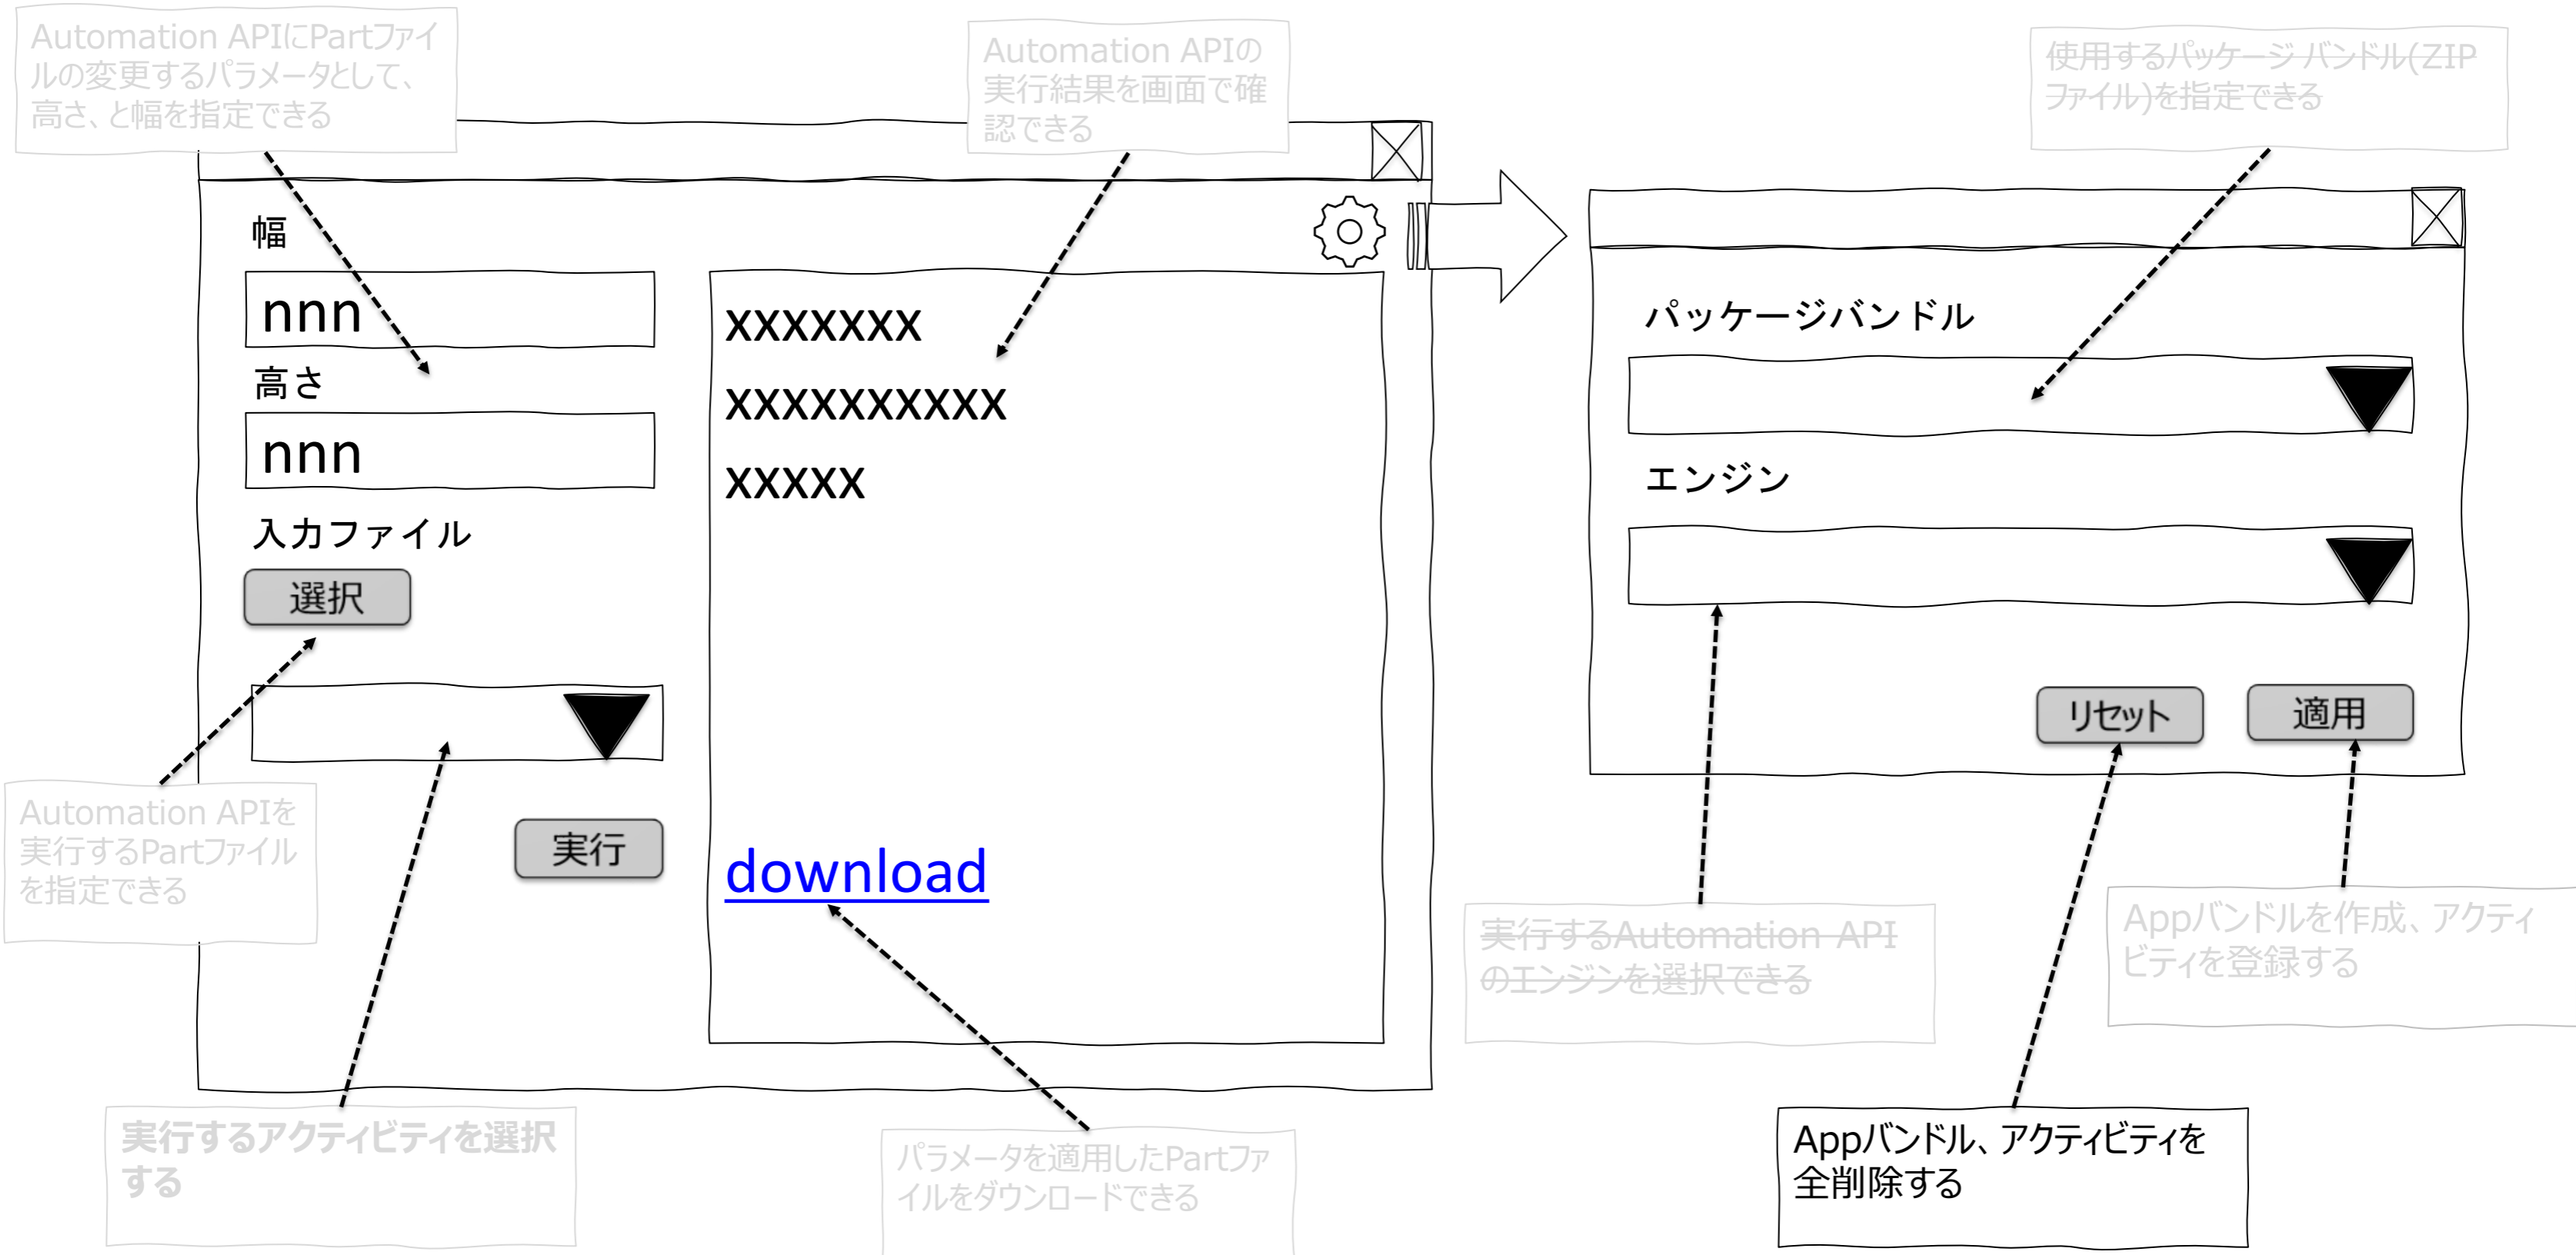 Automation APIにPartファイ
ルの変更するパラメータとして、
高さ、と幅を指定できる
Automation APIの
実行結果を画面で確
認できる
使用するパッケージ バンドル(ZIP
ファイル)を指定できる
幅
nnn
高さ
nnn
入力ファイル
選択
実行
xxxxxxx
xxxxxxxxxx
xxxxx
download
パッケージバンドル
エンジン
リセット
適用
Automation APIを
実行するPartファイル
を指定できる
実行するアクティビティを選択
する
パラメータを適用したPartファ
イルをダウンロードできる
実行するAutomation API
のエンジンを選択できる
Appバンドルを作成、アクティ
ビティを登録する
Appバンドル、アクティビティを
全削除する